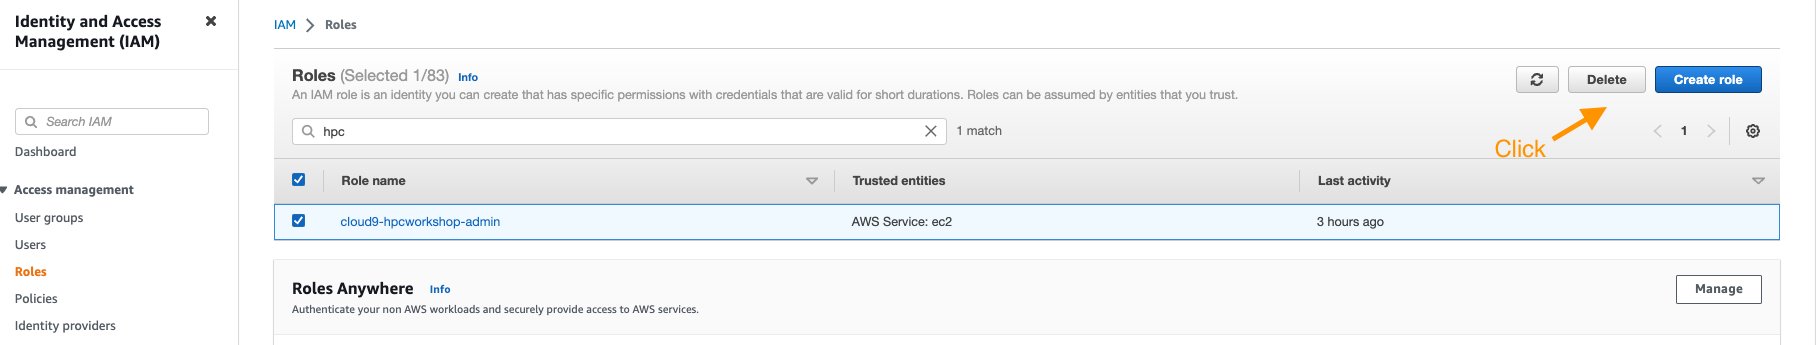 Identity and Access
Management (IAM)
Search IAM
Dashboard
Access management
User groups
Users
Roles
Policies
Identity providers
IAM > Roles
Roles (Selected 1/83) Info
An IAM role is an identity you can create that has specific permissions with credentials that are valid for short durations. Roles can be assumed by entities that you trust.
Delete
Create role
hpc
1 match
1
Click
Role name Trusted entities Last activity
cloud9-hpcworkshop-admin AWS Service: ec2 3 hours ago
Roles Anywhere Info
Authenticate your non AWS workloads and securely provide access to AWS services.
Manage